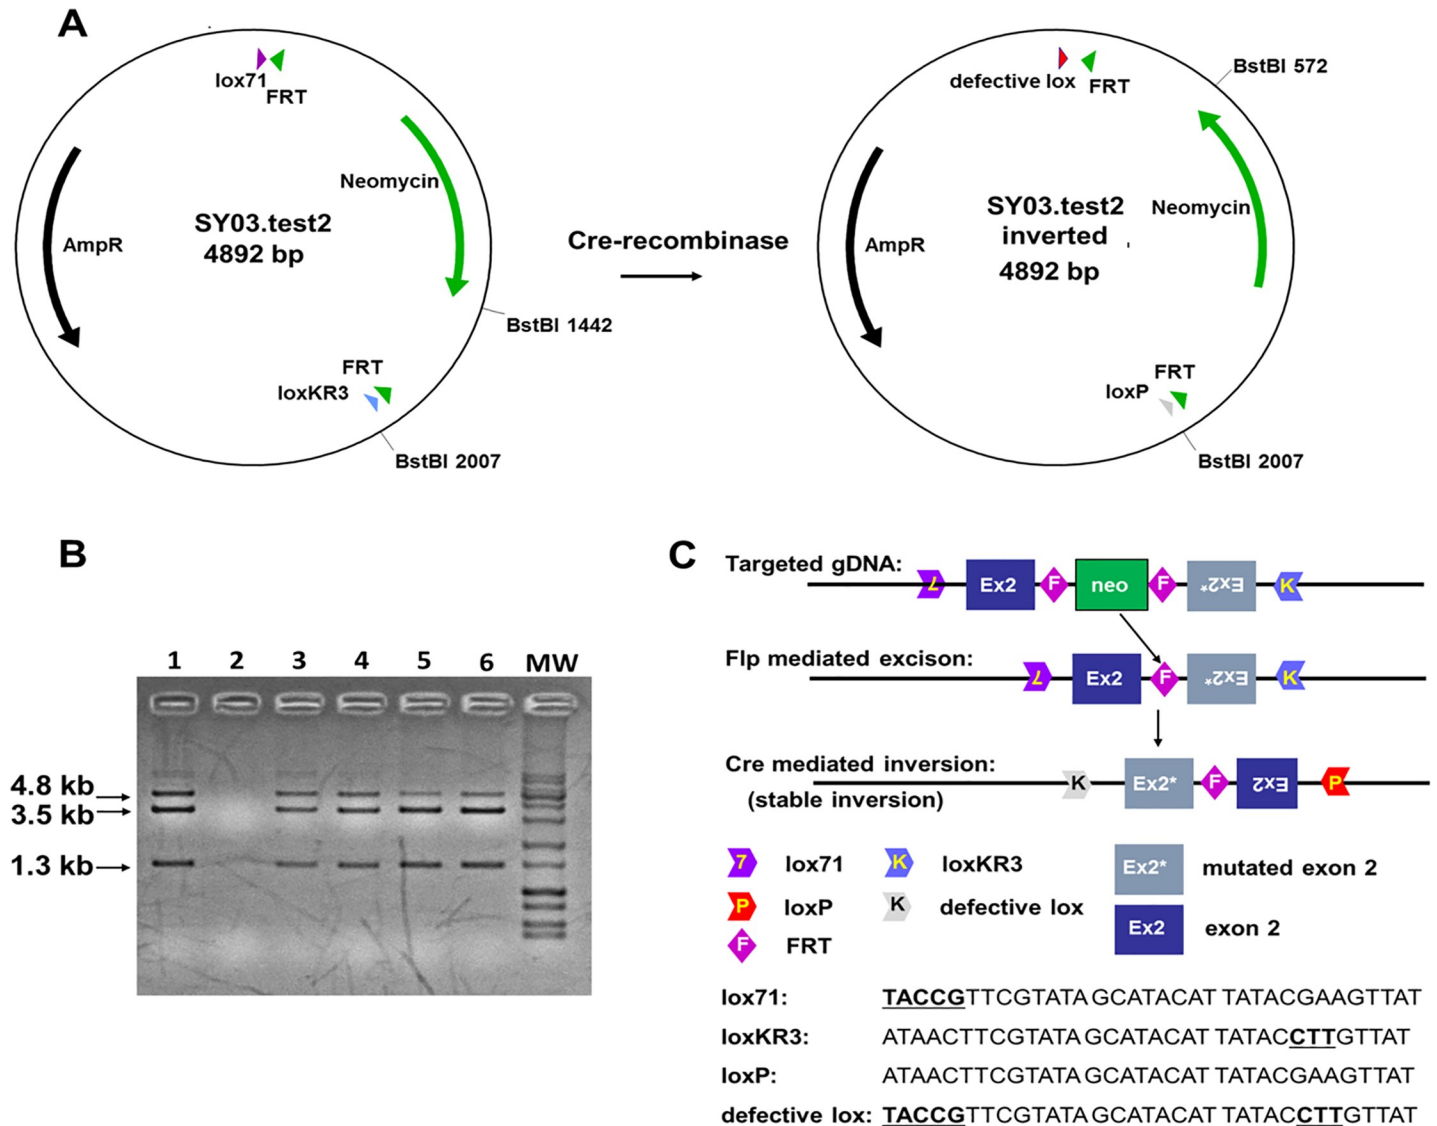 A
lox71
FRT
Neomycin
SY03.test2
4892 bp
AmpR
BstBI 1442
FRT
loxKR3
BstBI 2007
Cre-recombinase
defective lox
FRT
BstBI 572
Neomycin
SY03.test2
inverted
4892 bp
AmpR
FRT
loxP
BstBI 2007
B
1 2 3 4 5 6 MW
4.8 kb
3.5 kb
1.3 kb
C
Targeted gDNA:
7 Ex2 F neo F Ex2* K
Flp mediated excison:
7 Ex2 F Ex2* K
Cre mediated inversion:
(stable inversion)
K Ex2* F Ex2 P
7 lox71 K loxKR3 Ex2* mutated exon 2
P loxP K defective lox Ex2 exon 2
F FRT
lox71: TACCGTTCGTATA GCATACAT TATACGAAGTTAT
loxKR3: ATAACTTCGTATA GCATACAT TATACCTTGTTAT
loxP: ATAACTTCGTATA GCATACAT TATACGAAGTTAT
defective lox: TACCGTTCGTATA GCATACAT TATACCTTGTTAT